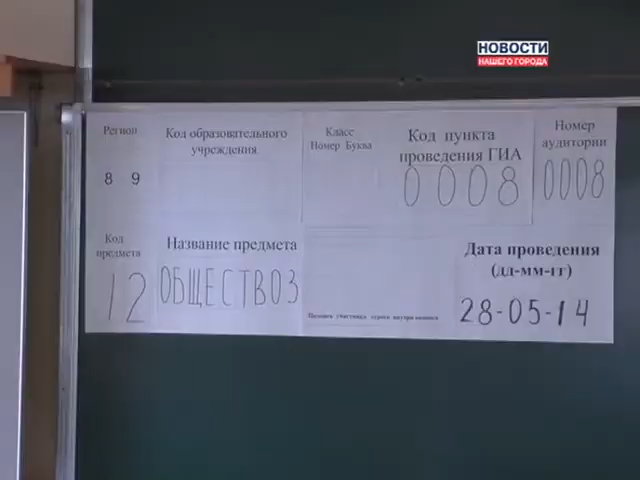 НОВОСТИ
НАШЕГО ГОРОДА
Регион
8 9
Код образовательного
учреждения
Класс
Номер Буква
Код пункта
проведения ГИА
0008
Номер
аудитории
0008
Код
предмета
12
Название предмета
ОБЩЕСТВОЗ
Дата проведения
(дд-мм-гг)
28-05-14